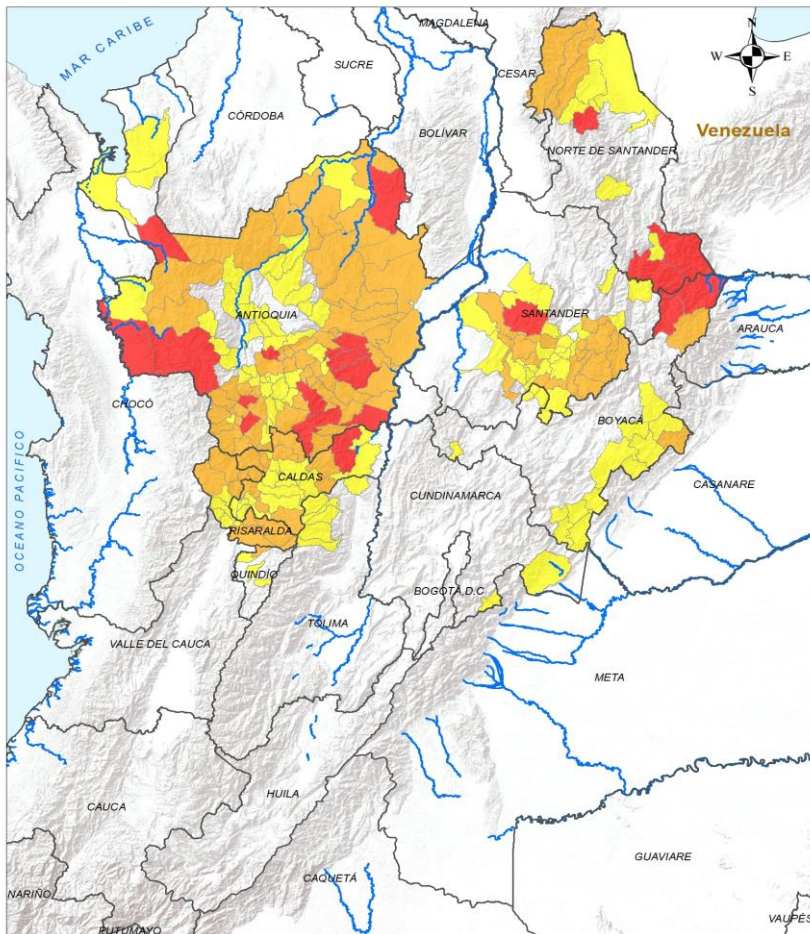 MAGDALENA
N
MAR CARIBE
SUCRE
W
E
CESAR
S
CÓRDOBA
BOLÍVAR
Venezuela
NORTE DE SANTANDER
ANTIOQUIA
SANTANDER
ARAUCA
CHOCÓ
BOYACÁ
OCEANO PACIFICO
CALDAS
CASANARE
CUNDINAMARCA
RISARALDA
QUINDÍO
BOGOTÁ D.C
TOLIMA
VALLE DEL CAUCA
META
HUILA
CAUCA
GUAVIARE
CAQUETÁ
NARIÑO
PUTUMAYO
VAUPÉS